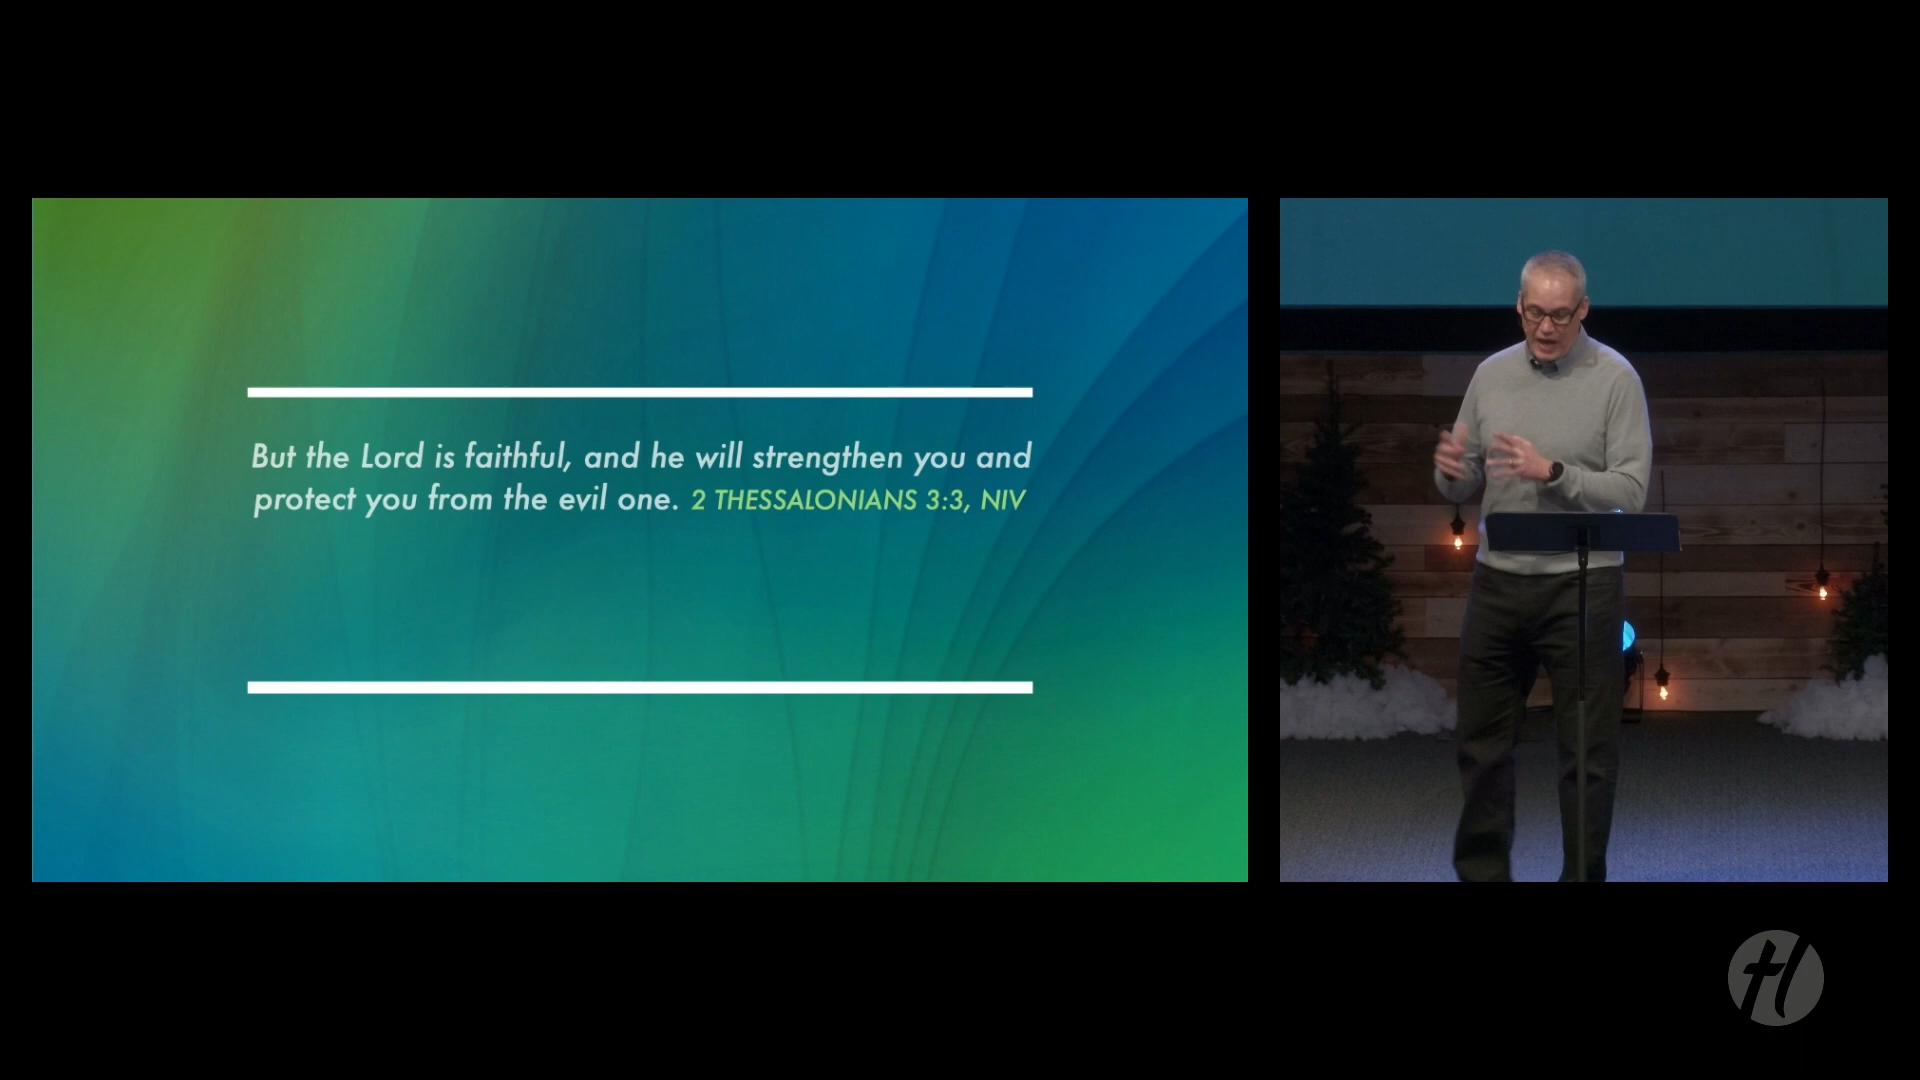 But the Lord is faithful, and he will strengthen you and
protect you from the evil one. 2 THESSALONIANS 3:3, NIV